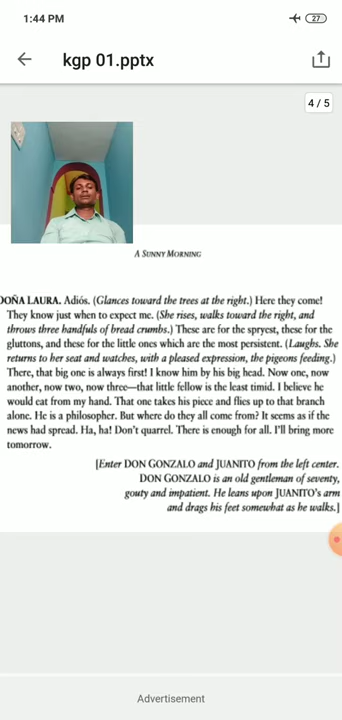 1:44 PM
27
kgp 01.pptx
4 / 5
A SUNNY MORNING
DOÑA LAURA. Adiós. (Glances toward the trees at the right.) Here they come!
They know just when to expect me. (She rises, walks toward the right, and
throws three handfuls of bread crumbs.) These are for the spryest, these for the
gluttons, and these for the little ones which are the most persistent. (Laughs. She
returns to her seat and watches, with a pleased expression, the pigeons feeding.)
There, that big one is always first! I know him by his big head. Now one, now
another, now two, now three—that little fellow is the least timid. I believe he
would eat from my hand. That one takes his piece and flies up to that branch
alone. He is a philosopher. But where do they all come from? It seems as if the
news had spread. Ha, ha! Don't quarrel. There is enough for all. I'll bring more
tomorrow.
[Enter DON GONZALO and JUANITO from the left center.
DON GONZALO is an old gentleman of seventy,
gouty and impatient. He leans upon JUANITO's arm
and drags his feet somewhat as he walks.]
Advertisement